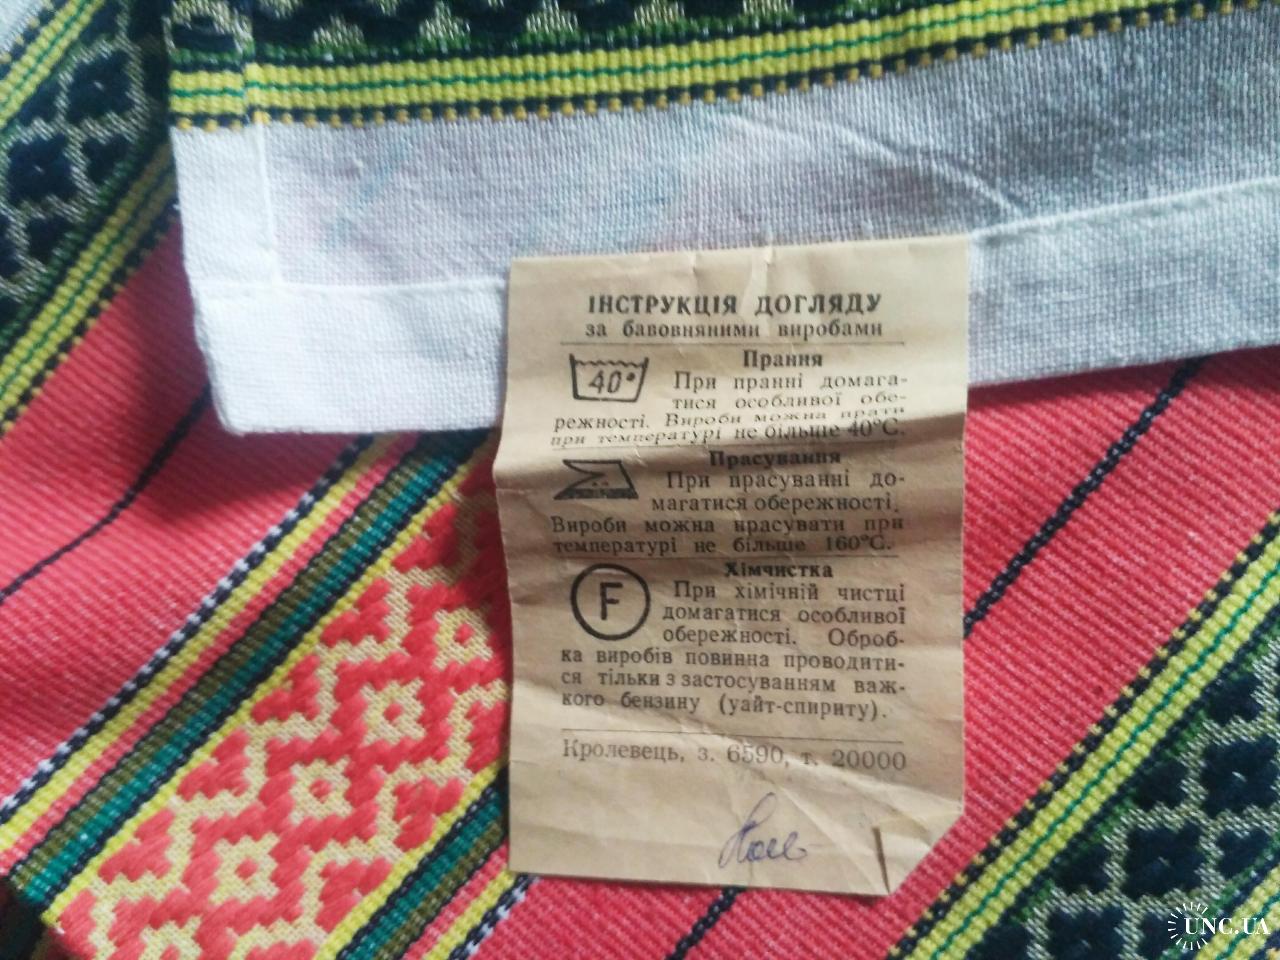 ІНСТРУКЦІЯ ДОГЛЯДУ
за бавовняними виробами
Прання
40°
При пранні домага-
тися особливої обе-
режності. Вироби можна прати
при температурі не більше 40°С.
Прасування
При прасуванні до-
магатися обережності.
Вироби можна прасувати при
температурі не більше 160°С.
Хімчистка
F
При хімічній чистці
домагатися особливої
обережності. Оброб-
ка виробів повинна проводити-
ся тільки з застосуванням важ-
кого бензину (уайт-спириту).
Кролевець, з. 6590, т. 20000
UNC.UA